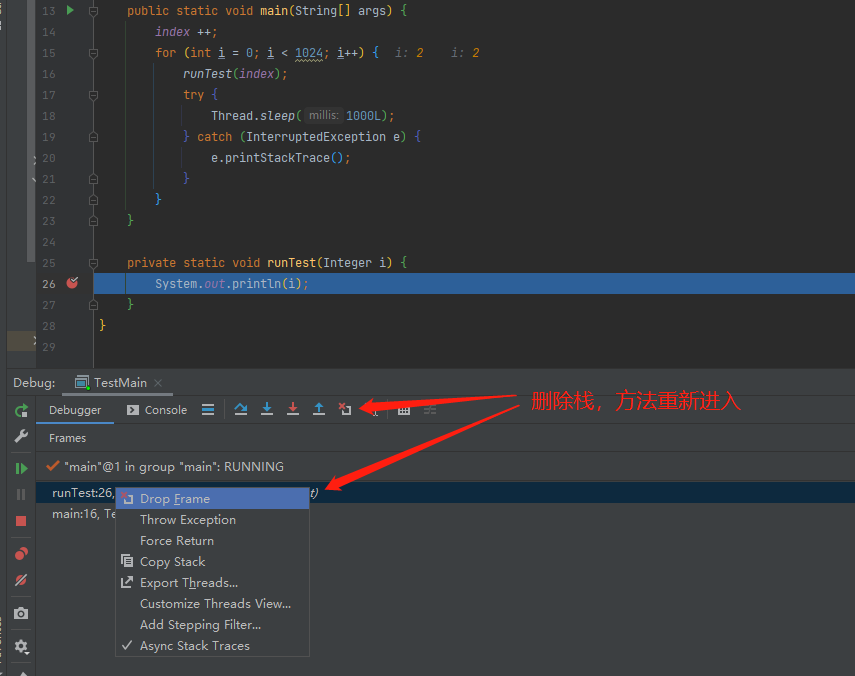 13 public static void main(String[] args) {
14 index ++;
15 for (int i = 0; i < 1024; i++) { i: 2 i: 2
16 runTest(index);
17 try {
18 Thread.sleep( millis: 1000L);
19 } catch (InterruptedException e) {
20 e.printStackTrace();
21 }
22 }
23 }
24
25 private static void runTest(Integer i) {
26 System.out.println(i);
27 }
28 }
29
Debug: TestMain
Debugger Console
删除栈，方法重新进入
Frames
"main"@1 in group "main": RUNNING
runTest:26, t)
main:16, Te
Drop Frame
Throw Exception
Force Return
Copy Stack
Export Threads...
Customize Threads View...
Add Stepping Filter...
Async Stack Traces